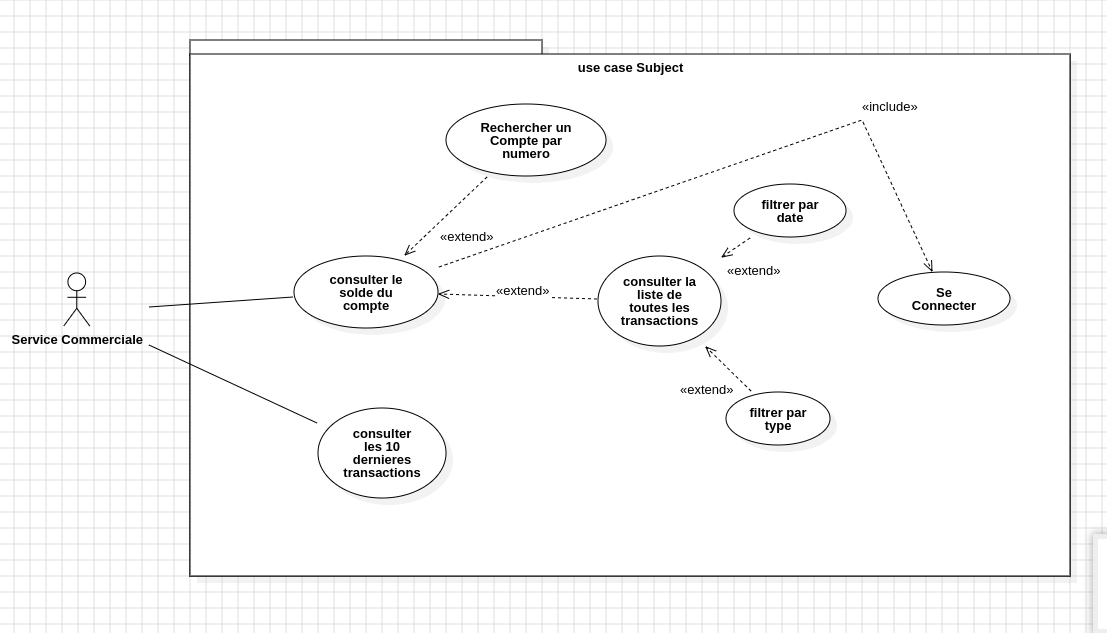 use case Subject
«include»
Rechercher un
Compte par
numero
filtrer par
date
«extend»
«extend»
consulter le
solde du
compte
«extend»
consulter la
liste de
toutes les
transactions
Se
Connecter
Service Commerciale
«extend»
filtrer par
type
consulter
les 10
dernieres
transactions